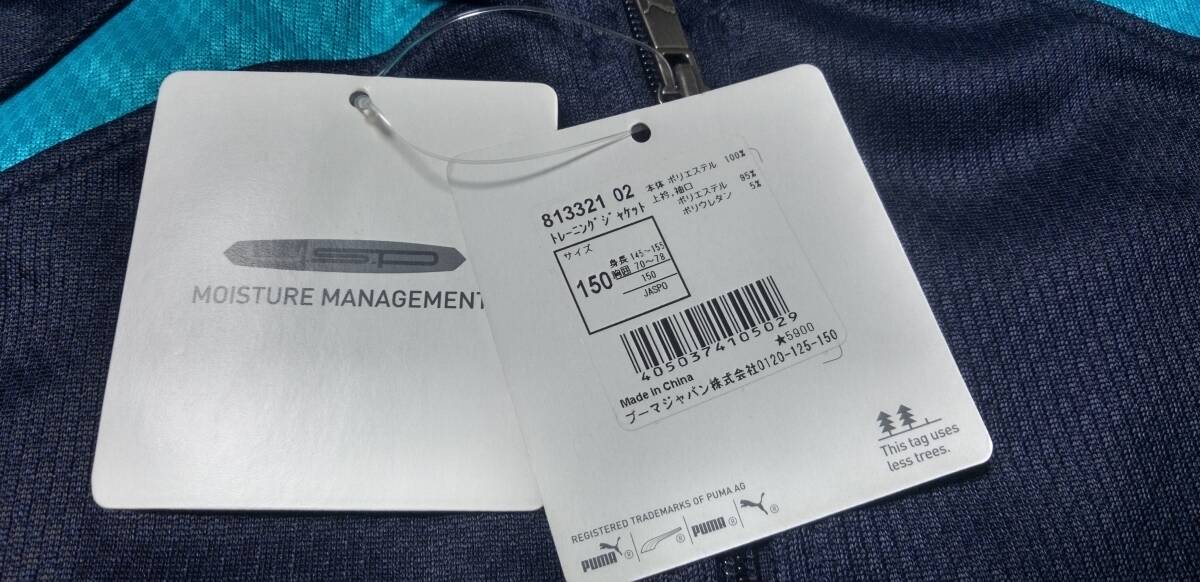 ISP
MOISTURE MANAGEMENT
813321 02
トレーニングジャケット
本体 ポリエステル 100%
上衿、袖口
ポリエステル 95%
ポリウレタン 5%
サイズ
150
身長 145~155
胸囲 70~78
150
JASPO
4050374105029
★5900
Made in China
プーマジャパン株式会社0120-125-150
This tag uses
less trees.
REGISTERED TRADEMARKS OF PUMA AG
PUMA® ® PUMA® ®